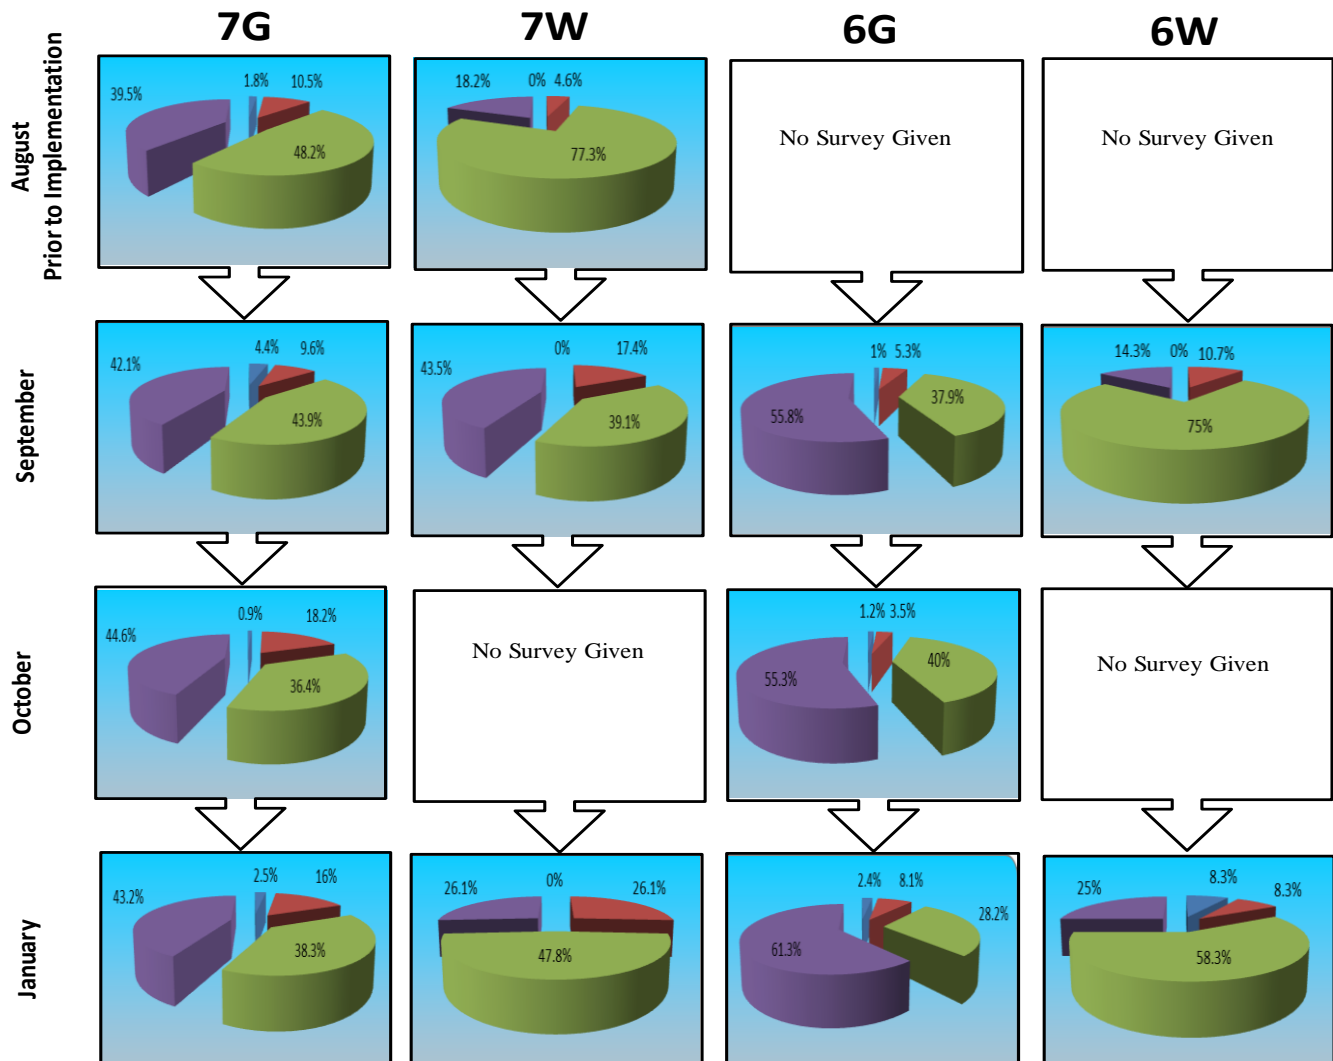 7G 7W 6G 6W
August
Prior to Implementation
39.5% 1.8% 10.5%
48.2%
18.2% 0% 4.6%
77.3%
No Survey Given
No Survey Given
September
42.1% 4.4% 9.6%
43.9%
43.5% 0% 17.4%
39.1%
1% 5.3%
37.9%
55.8%
14.3% 0% 10.7%
75%
October
44.6% 0.9% 18.2%
36.4%
No Survey Given
1.2% 3.5%
40%
55.3%
No Survey Given
January
43.2% 2.5% 16%
38.3%
26.1% 0% 26.1%
47.8%
2.4% 8.1%
28.2%
61.3%
25% 8.3% 8.3%
58.3%